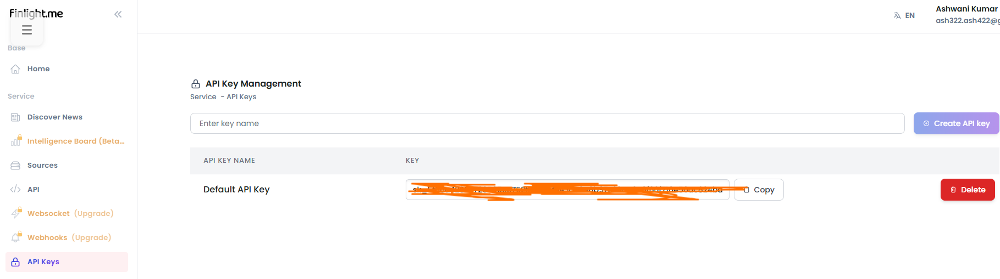 finlight.me
EN
Ashwani Kumar
ash322.ash422@g
Base
Home
Service
Discover News
Intelligence Board (Beta...
Sources
API
Websocket (Upgrade)
Webhooks (Upgrade)
API Keys
API Key Management
Service - API Keys
Enter key name
Create API key
API KEY NAME KEY
Default API Key
Copy
Delete